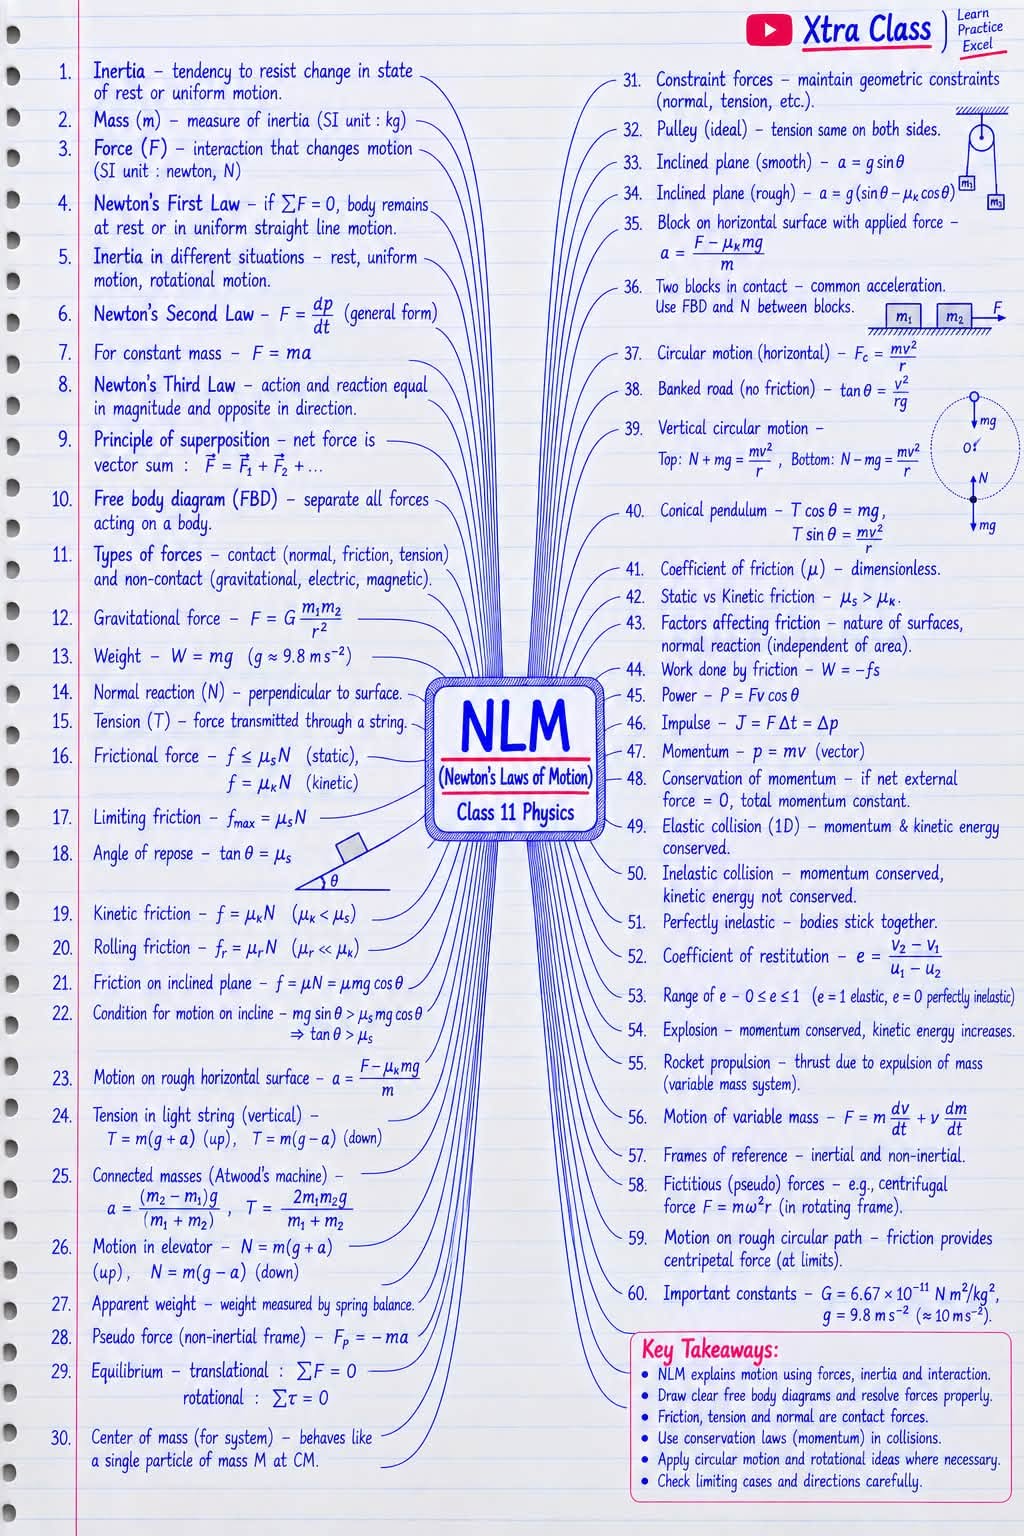 Xtra Class
Learn
Practice
Excel
1. Inertia – tendency to resist change in state
of rest or uniform motion.
2. Mass (m) – measure of inertia (SI unit : kg)
3. Force (F) – interaction that changes motion
(SI unit : newton, N)
4. Newton's First Law – if ∑F = 0, body remains
at rest or in uniform straight line motion.
5. Inertia in different situations – rest, uniform
motion, rotational motion.
6. Newton's Second Law – F = dp/dt (general form)
7. For constant mass – F = ma
8. Newton's Third Law – action and reaction equal
in magnitude and opposite in direction.
9. Principle of superposition – net force is
vector sum : F⃗ = F⃗₁ + F⃗₂ + ...
10. Free body diagram (FBD) – separate all forces
acting on a body.
11. Types of forces – contact (normal, friction, tension)
and non-contact (gravitational, electric, magnetic).
12. Gravitational force – F = G m₁m₂/r²
13. Weight – W = mg (g ≈ 9.8 m s⁻²)
14. Normal reaction (N) – perpendicular to surface.
15. Tension (T) – force transmitted through a string.
16. Frictional force – f ≤ μₛN (static),
f = μₖN (kinetic)
17. Limiting friction – fₘₐₓ = μₛN
18. Angle of repose – tan θ = μₛ
θ
19. Kinetic friction – f = μₖN (μₖ < μₛ)
20. Rolling friction – fᵣ = μᵣN (μᵣ << μₖ)
21. Friction on inclined plane – f = μN = μmg cos θ
22. Condition for motion on incline – mg sin θ > μₛ mg cos θ
⇒ tan θ > μₛ
23. Motion on rough horizontal surface – a = (F – μₖmg)/m
24. Tension in light string (vertical) –
T = m(g + a) (up), T = m(g – a) (down)
25. Connected masses (Atwood's machine) –
a = (m₂ – m₁)g/(m₁ + m₂) , T = 2m₁m₂g/(m₁ + m₂)
26. Motion in elevator – N = m(g + a)
(up), N = m(g – a) (down)
27. Apparent weight – weight measured by spring balance.
28. Pseudo force (non-inertial frame) – Fₚ = – ma
29. Equilibrium – translational : ∑F = 0
rotational : ∑τ = 0
30. Center of mass (for system) – behaves like
a single particle of mass M at CM.
NLM
(Newton's Laws of Motion)
Class 11 Physics
31. Constraint forces – maintain geometric constraints
(normal, tension, etc.).
32. Pulley (ideal) – tension same on both sides.
33. Inclined plane (smooth) – a = g sin θ
34. Inclined plane (rough) – a = g (sin θ – μₖ cos θ)
m₁
35. Block on horizontal surface with applied force –
a = (F – μₖmg)/m
36. Two blocks in contact – common acceleration.
Use FBD and N between blocks.
m₁ m₂ F
37. Circular motion (horizontal) – F꜀ = mv²/r
38. Banked road (no friction) – tan θ = v²/rg
39. Vertical circular motion –
Top: N + mg = mv²/r , Bottom: N – mg = mv²/r
mg
O
N
mg
40. Conical pendulum – T cos θ = mg ,
T sin θ = mv²/r
41. Coefficient of friction (μ) – dimensionless.
42. Static vs Kinetic friction – μₛ > μₖ.
43. Factors affecting friction – nature of surfaces,
normal reaction (independent of area).
44. Work done by friction – W = –fs
45. Power – P = Fv cos θ
46. Impulse – J = F Δt = Δp
47. Momentum – p = mv (vector)
48. Conservation of momentum – if net external
force = 0, total momentum constant.
49. Elastic collision (1D) – momentum & kinetic energy
conserved.
50. Inelastic collision – momentum conserved,
kinetic energy not conserved.
51. Perfectly inelastic – bodies stick together.
52. Coefficient of restitution – e = (v₂ – v₁)/(u₁ – u₂)
53. Range of e – 0 ≤ e ≤ 1 (e = 1 elastic, e = 0 perfectly inelastic)
54. Explosion – momentum conserved, kinetic energy increases.
55. Rocket propulsion – thrust due to expulsion of mass
(variable mass system).
56. Motion of variable mass – F = m dv/dt + v dm/dt
57. Frames of reference – inertial and non-inertial.
58. Fictitious (pseudo) forces – e.g., centrifugal
force F = mω²r (in rotating frame).
59. Motion on rough circular path – friction provides
centripetal force (at limits).
60. Important constants – G = 6.67 × 10⁻¹¹ N m²/kg²,
g = 9.8 m s⁻² (≈ 10 m s⁻²).
Key Takeaways:
• NLM explains motion using forces, inertia and interaction.
• Draw clear free body diagrams and resolve forces properly.
• Friction, tension and normal are contact forces.
• Use conservation laws (momentum) in collisions.
• Apply circular motion and rotational ideas where necessary.
• Check limiting cases and directions carefully.